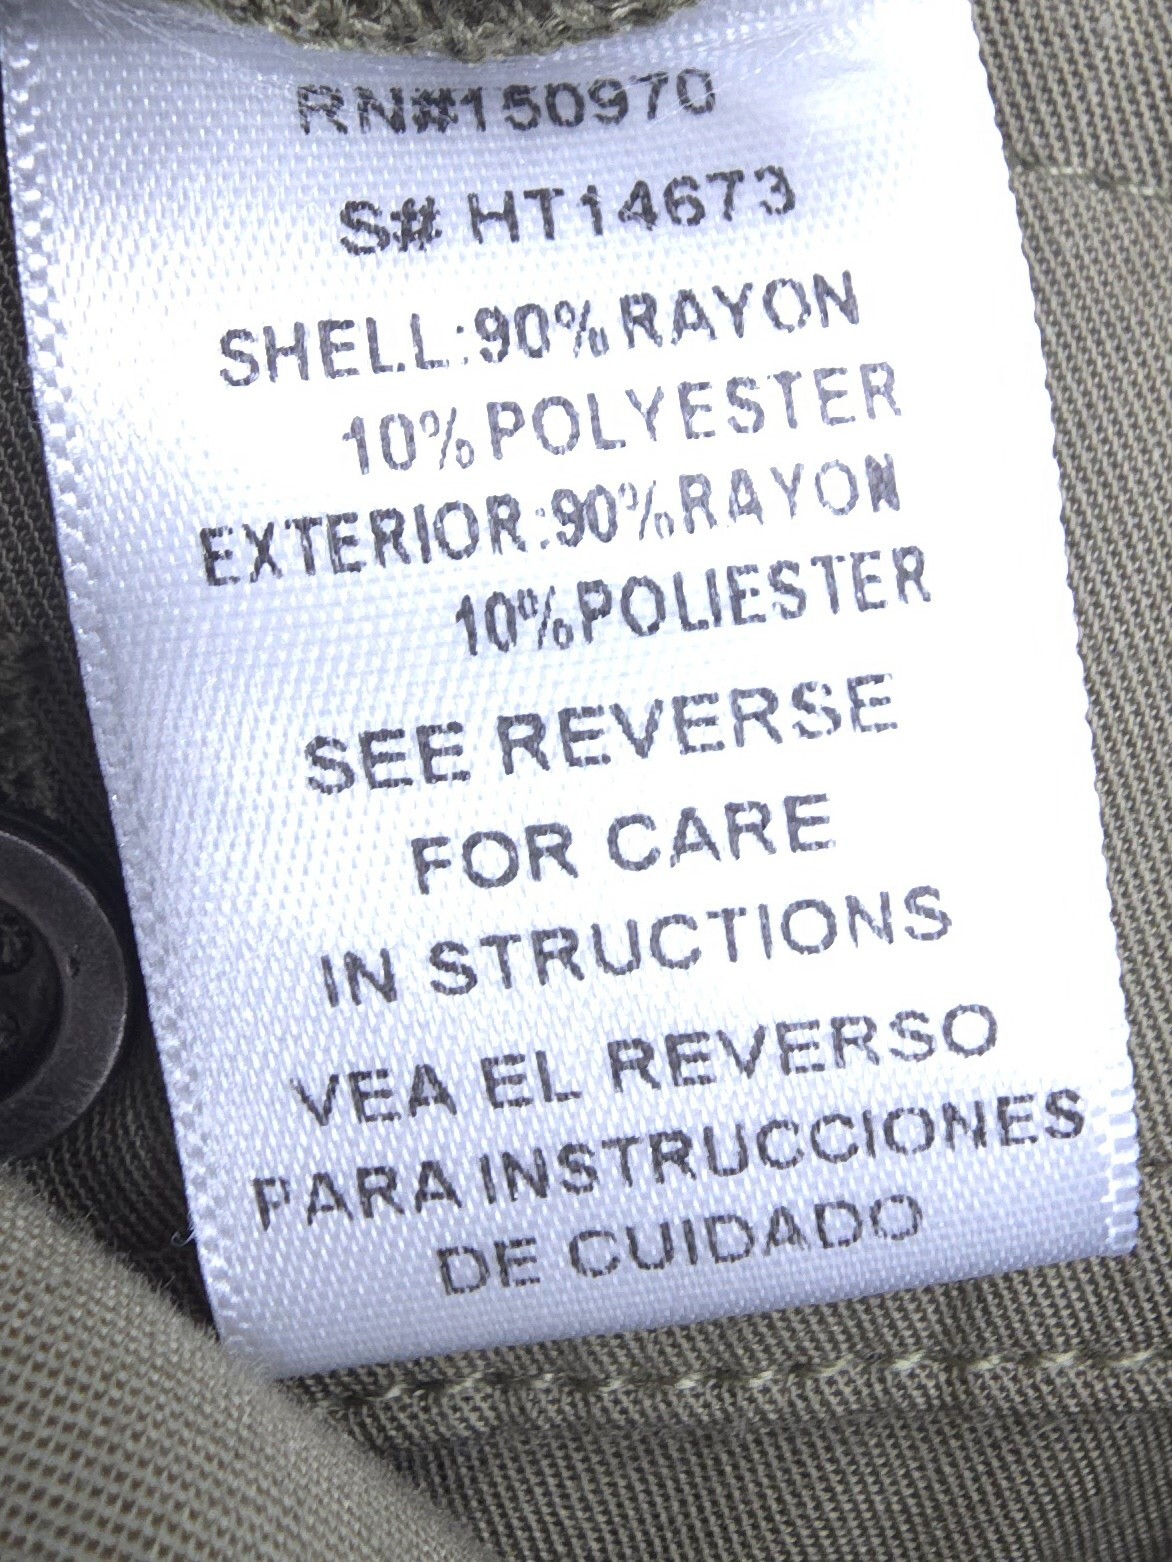 RN#150970
S# HT14673
SHELL:90%RAYON
10%POLYESTER
EXTERIOR:90%RAYON
10%POLIESTER
SEE REVERSE
FOR CARE
IN STRUCTIONS
VEA EL REVERSO
PARA INSTRUCCIONES
DE CUIDADO